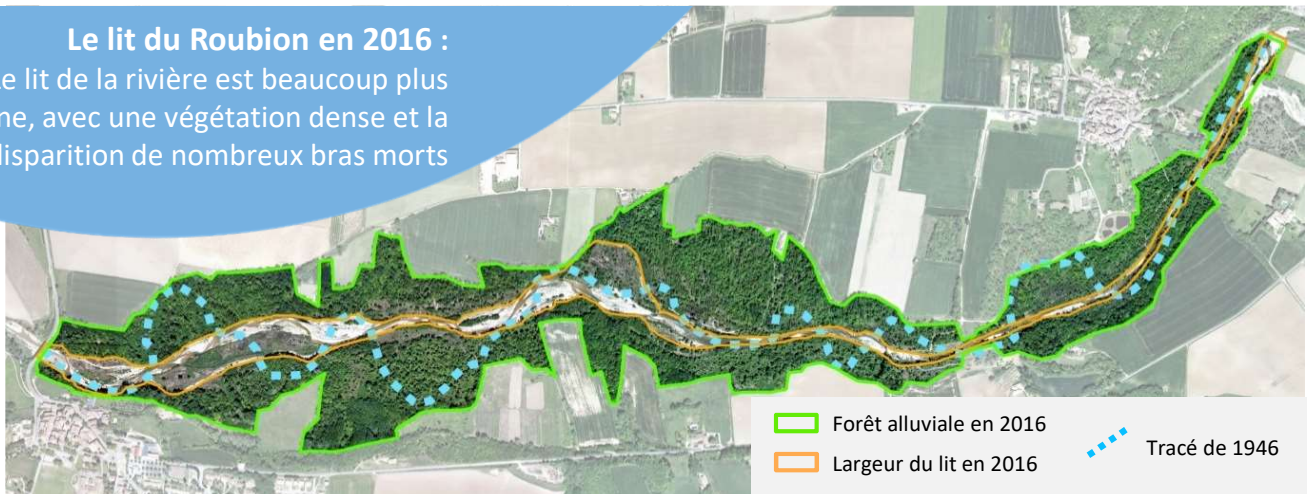 Le lit du Roubion en 2016 :
Le lit de la rivière est beaucoup plus
ne, avec une végétation dense et la
disparition de nombreux bras morts
Forêt alluviale en 2016
Largeur du lit en 2016
Tracé de 1946